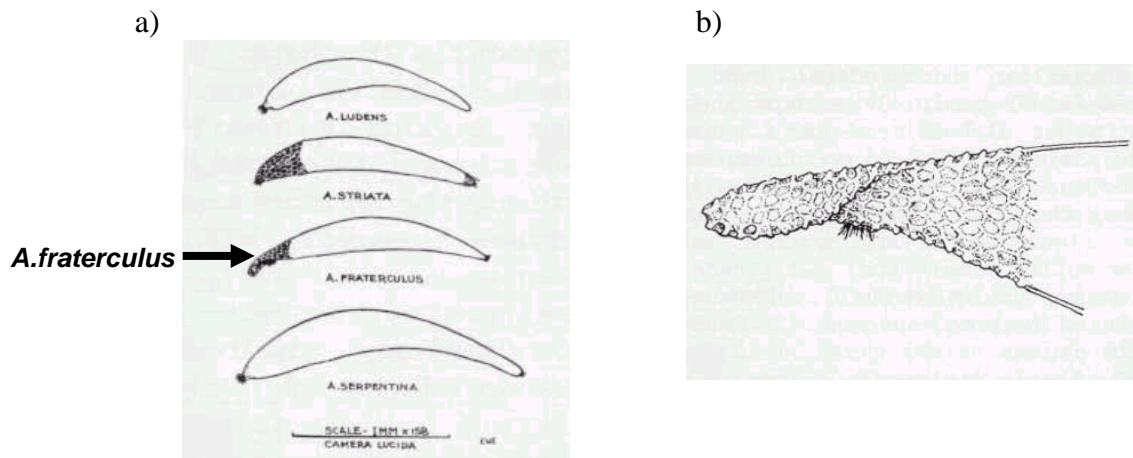 a)
b)
A. LUDENS
A. STRIATA
A.fraterculus
A. FRATERCULUS
A. SERPENTINA
SCALE - 1MM X 158
CAMERA LUCIDA